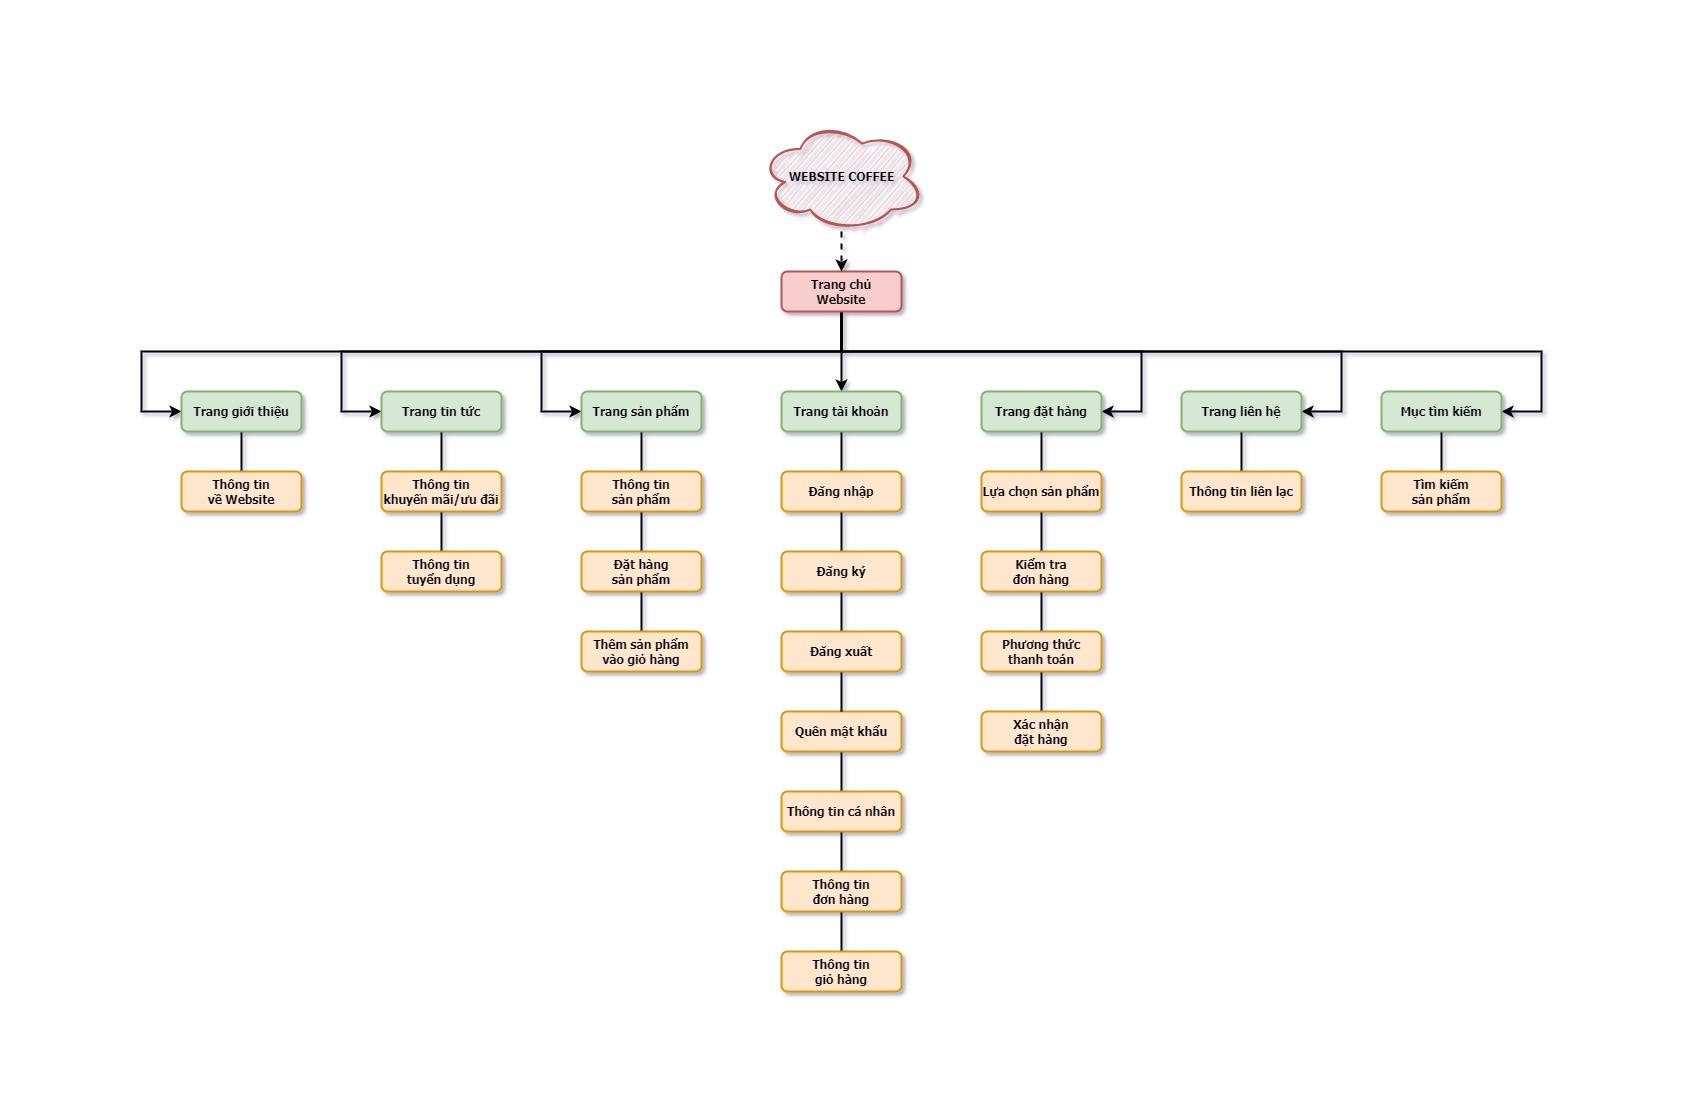 WEBSITE COFFEE
Trang chủ
Website
Trang giới thiệu
Trang tin tức
Trang sản phẩm
Trang tài khoản
Trang đặt hàng
Trang liên hệ
Mục tìm kiếm
Thông tin
về Website
Thông tin
khuyến mãi/ưu đãi
Thông tin
sản phẩm
Đăng nhập
Lựa chọn sản phẩm
Thông tin liên lạc
Tìm kiếm
sản phẩm
Thông tin
tuyển dụng
Đặt hàng
sản phẩm
Đăng ký
Kiểm tra
đơn hàng
Thêm sản phẩm
vào giỏ hàng
Đăng xuất
Phương thức
thanh toán
Quên mật khẩu
Xác nhận
đặt hàng
Thông tin cá nhân
Thông tin
đơn hàng
Thông tin
giỏ hàng